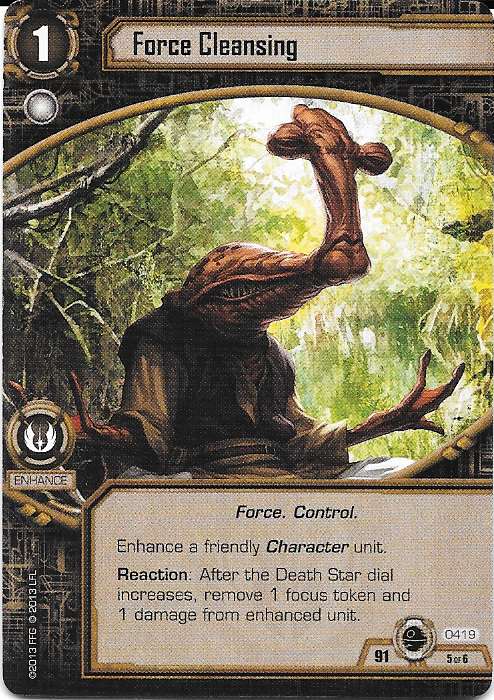 1
Force Cleansing
ENHANCE
Force. Control.
Enhance a friendly Character unit.
Reaction: After the Death Star dial
increases, remove 1 focus token and
1 damage from enhanced unit.
©2013 FFG © 2013 LFL
0419
91
5 OF 6